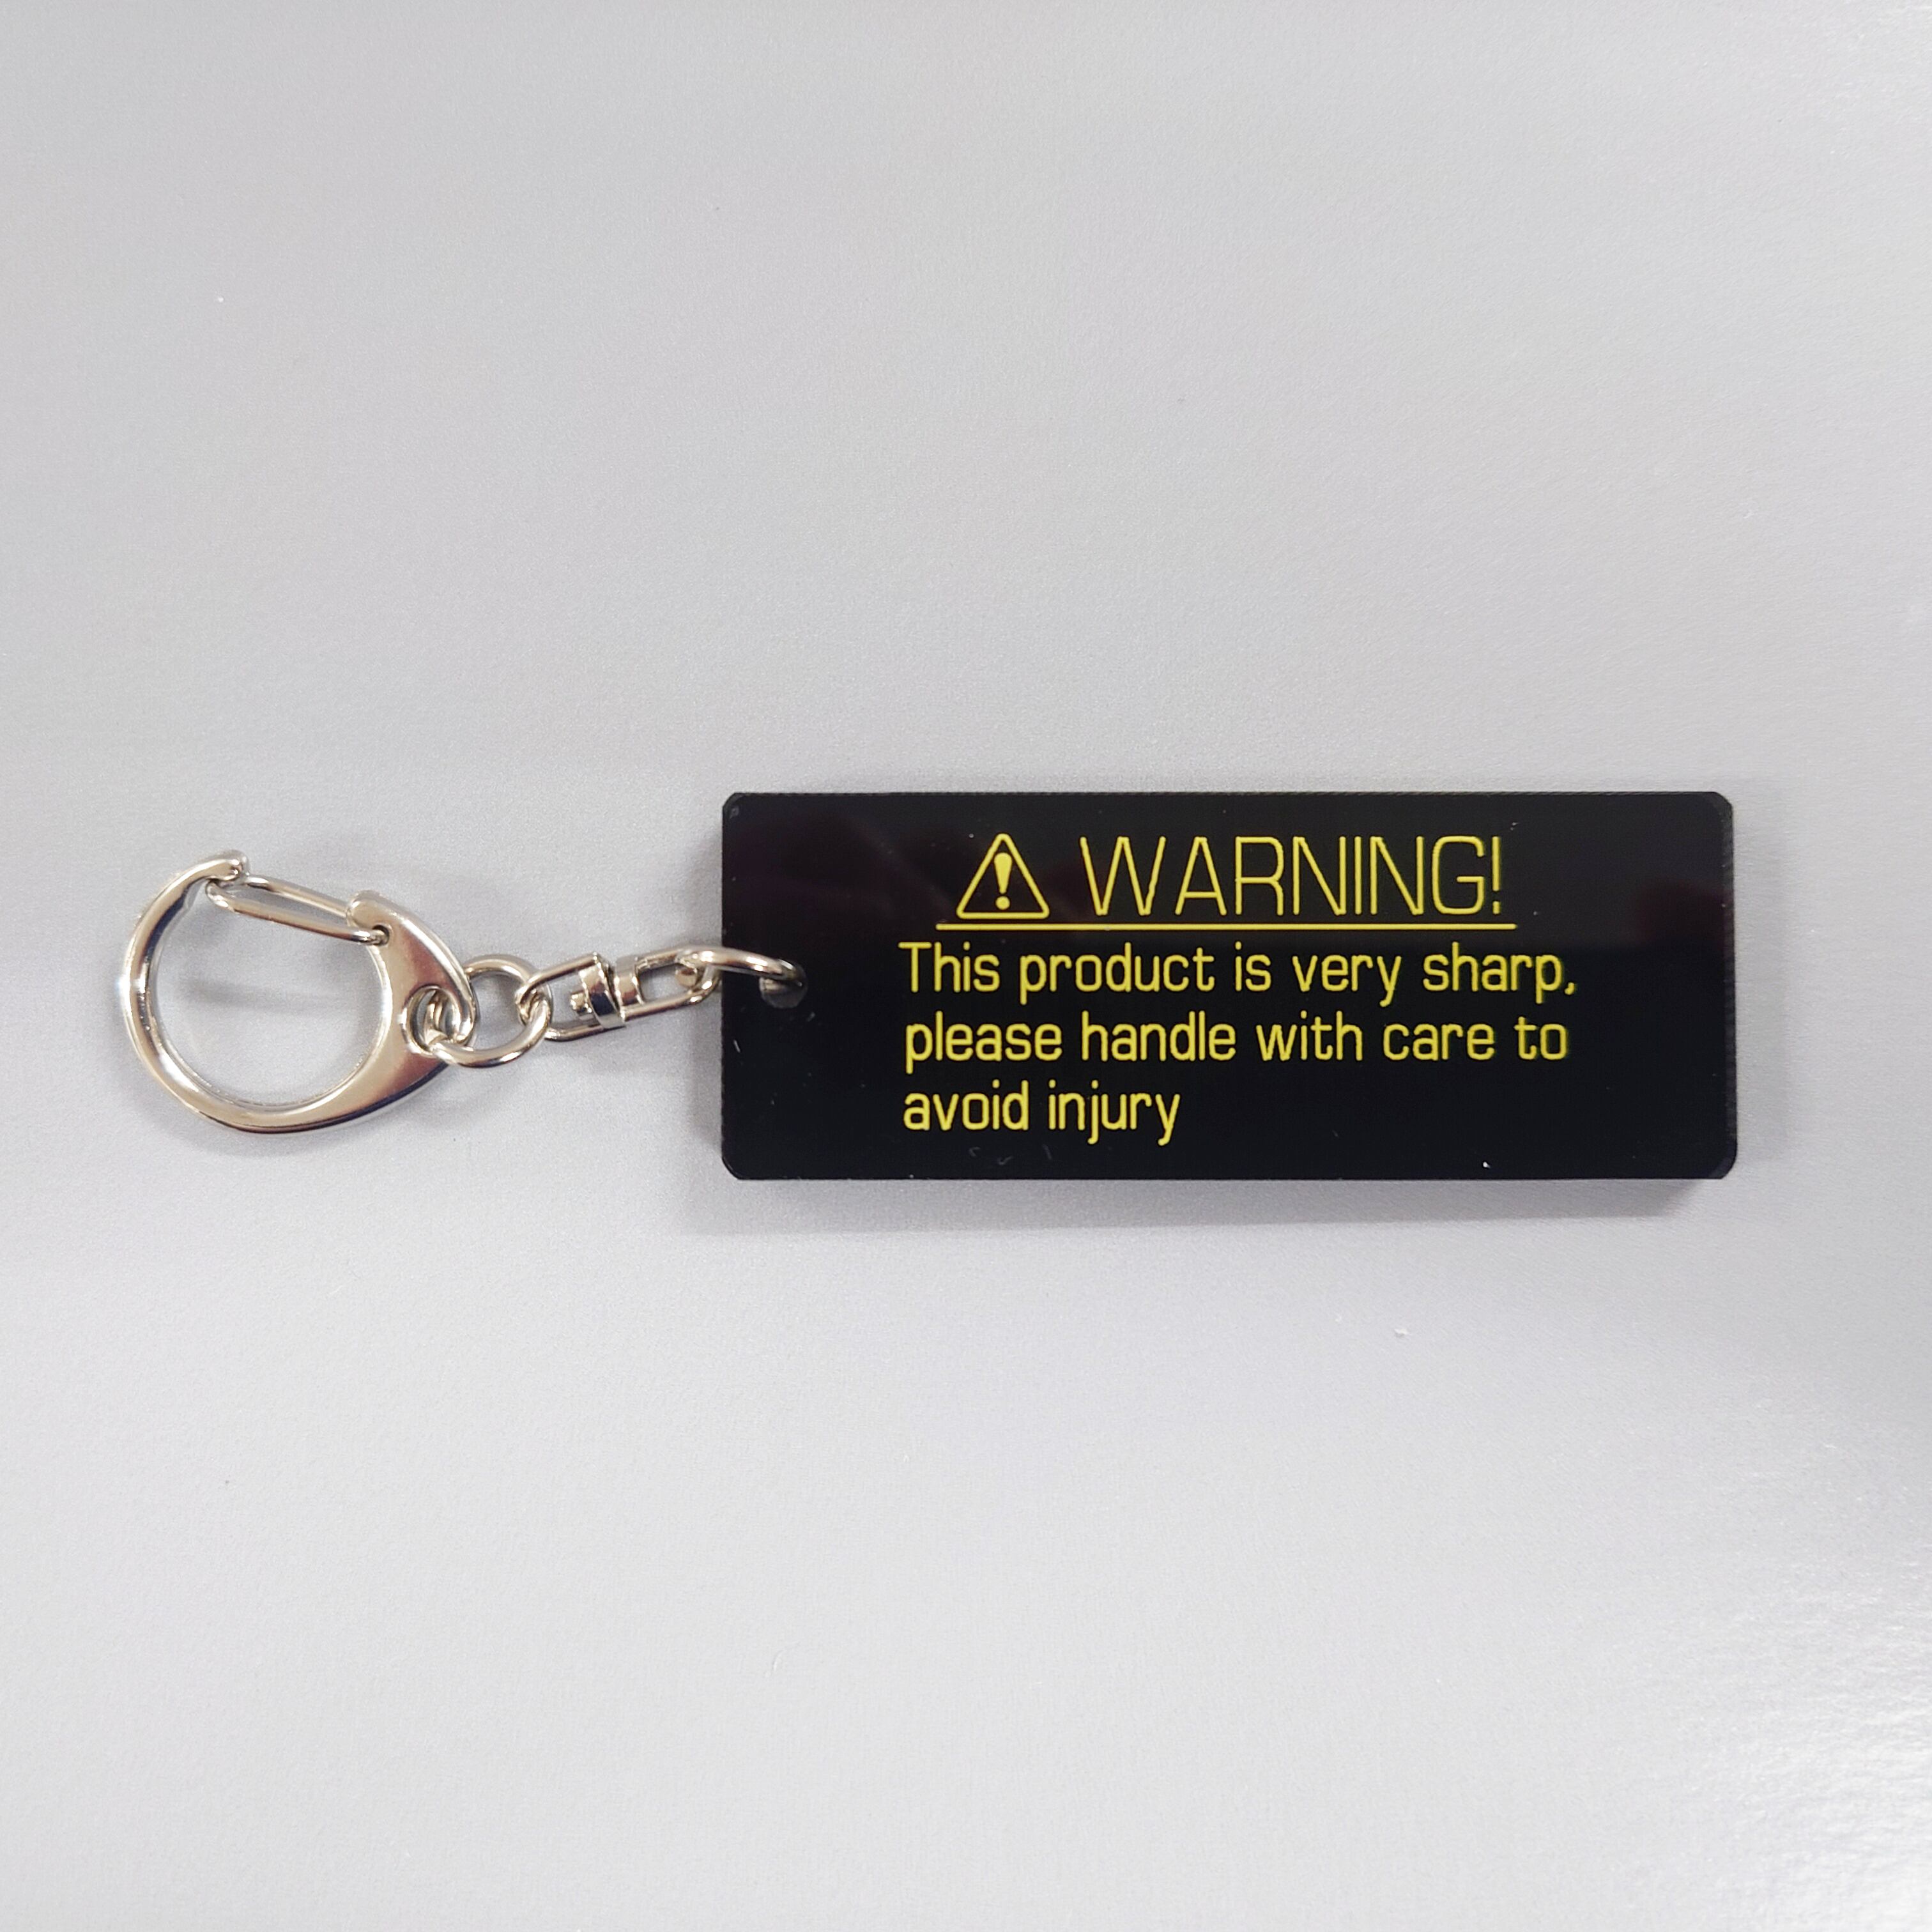 WARNING!
This product is very sharp,
please handle with care to
avoid injury